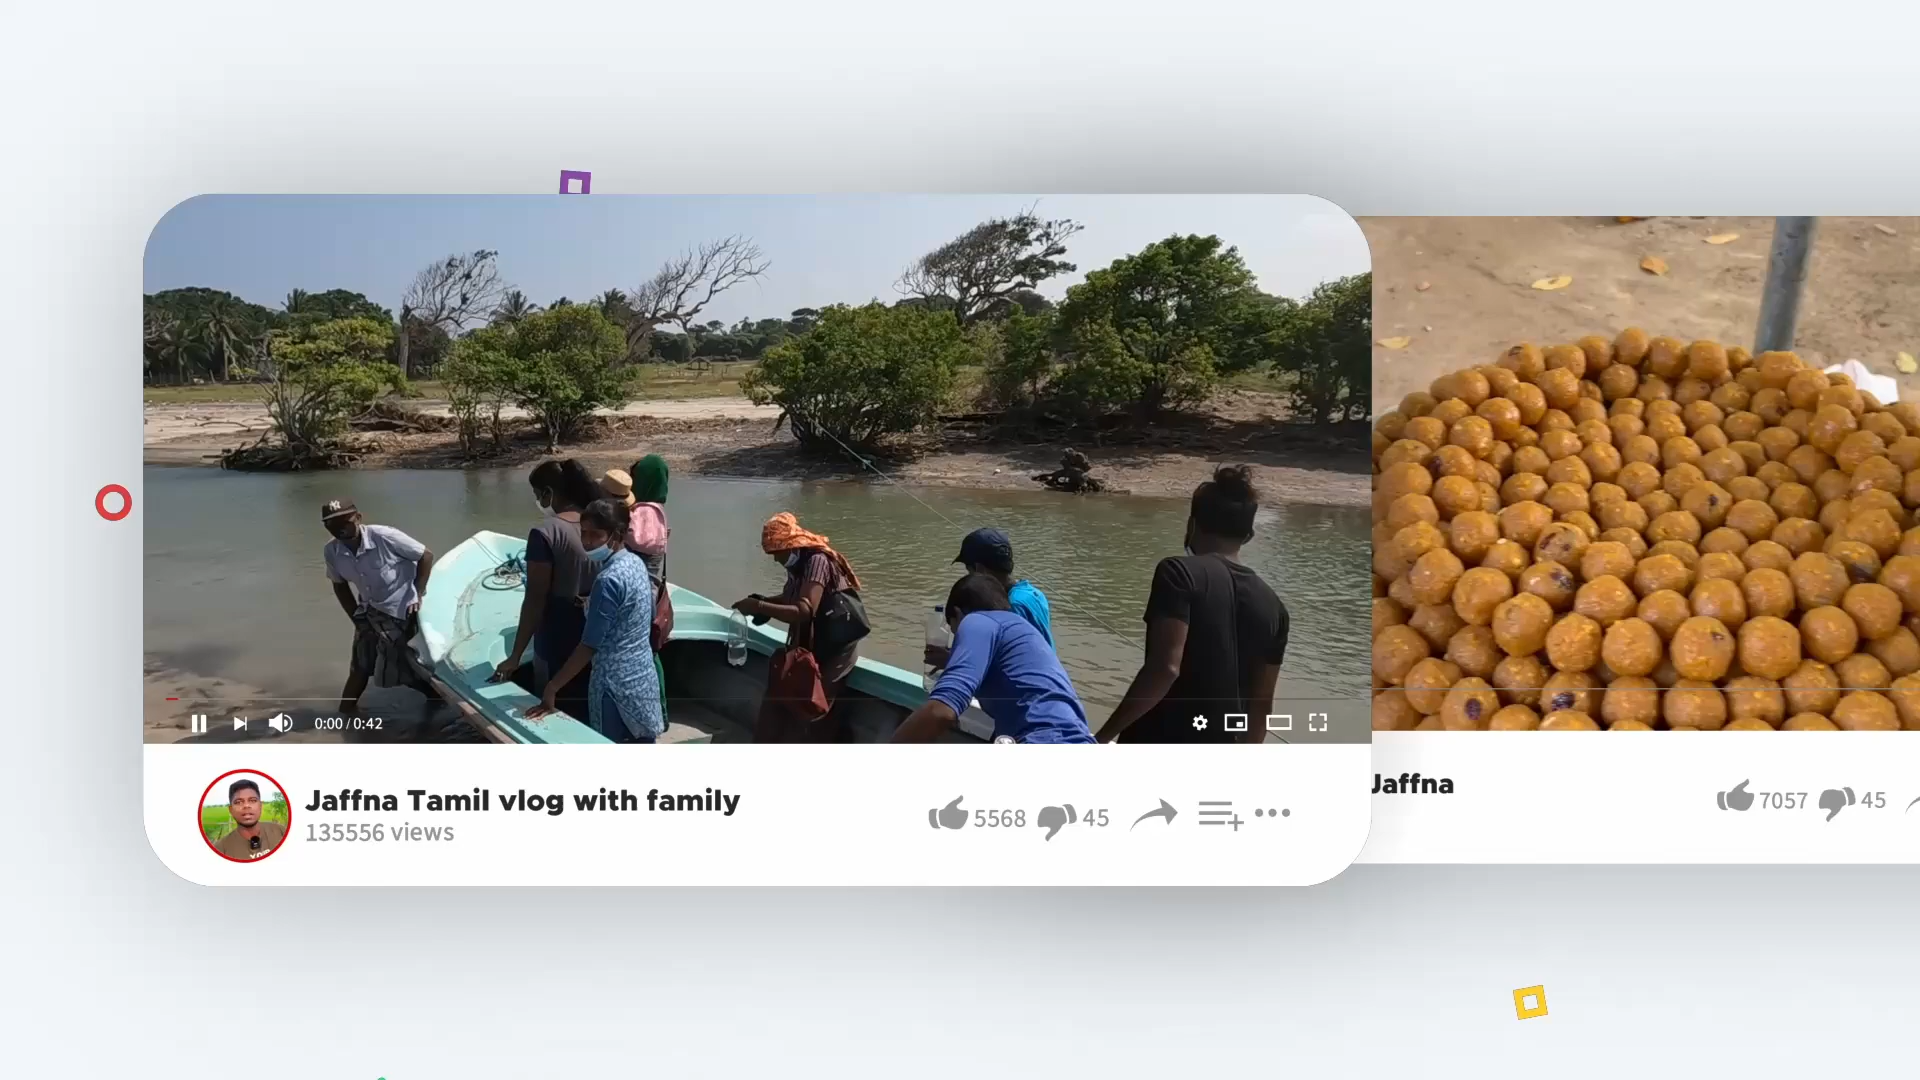 0:00 / 0:42
Jaffna Tamil vlog with family
135556 views
5568
45
Jaffna
7057
45